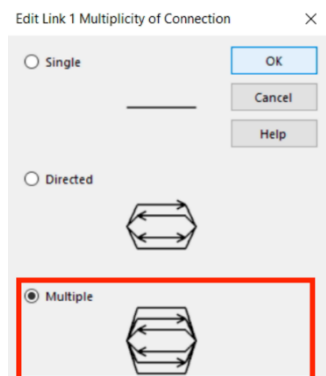 Edit Link 1 Multiplicity of Connection
Single
OK
Cancel
Help
Directed
Multiple